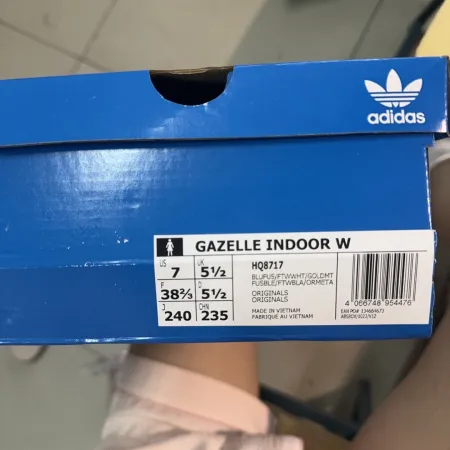 adidas
GAZELLE INDOOR W
US 7 UK 5½
F 38⅔ D 5½
J 240 CHN 235
HQ8717
BLUFUS/FTWWHT/GOLDMT
FUSBLE/FTWBLA/ORMETA
ORIGINALS
ORIGINALS
MADE IN VIETNAM
FABRIQUÉ AU VIETNAM
4 066748 954476